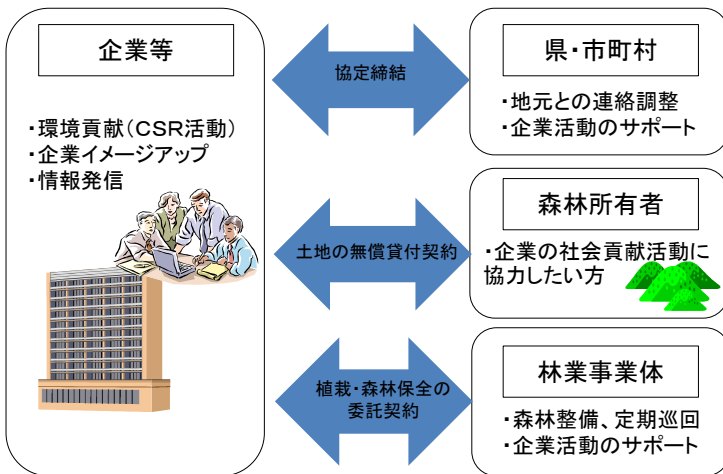 企業等
・環境貢献(CSR活動)
・企業イメージアップ
・情報発信
協定締結
県・市町村
・地元との連絡調整
・企業活動のサポート
土地の無償貸付契約
森林所有者
・企業の社会貢献活動に
協力したい方
植栽・森林保全の
委託契約
林業事業体
・森林整備、定期巡回
・企業活動のサポート